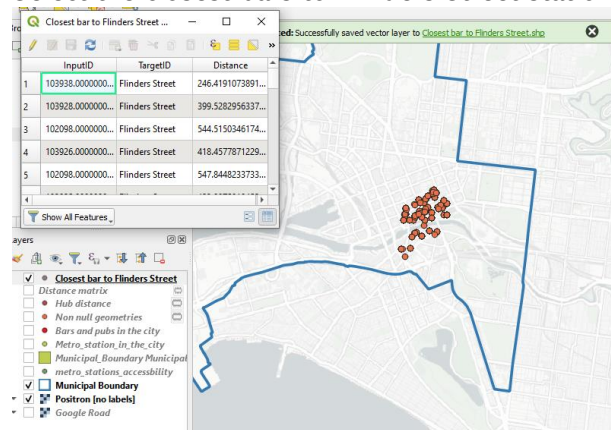 Closest bar to Flinders Street ...
Successfully saved vector layer to Closest bar to Flinders Street.shp
InputID TargetID Distance
1 103938.0000000... Flinders Street 246.4191073891...
2 103928.0000000... Flinders Street 399.5282956337...
3 102098.0000000... Flinders Street 544.5150346174...
4 103926.0000000... Flinders Street 418.4577871229...
5 102098.0000000... Flinders Street 547.8448233733...
Show All Features
ayers
Closest bar to Flinders Street
Distance matrix
Hub distance
Non null geometries
Bars and pubs in the city
Metro_station_in_the_city
Municipal_Boundary Municipal
metro_stations_accessbility
Municipal Boundary
Positron [no labels]
Google Road